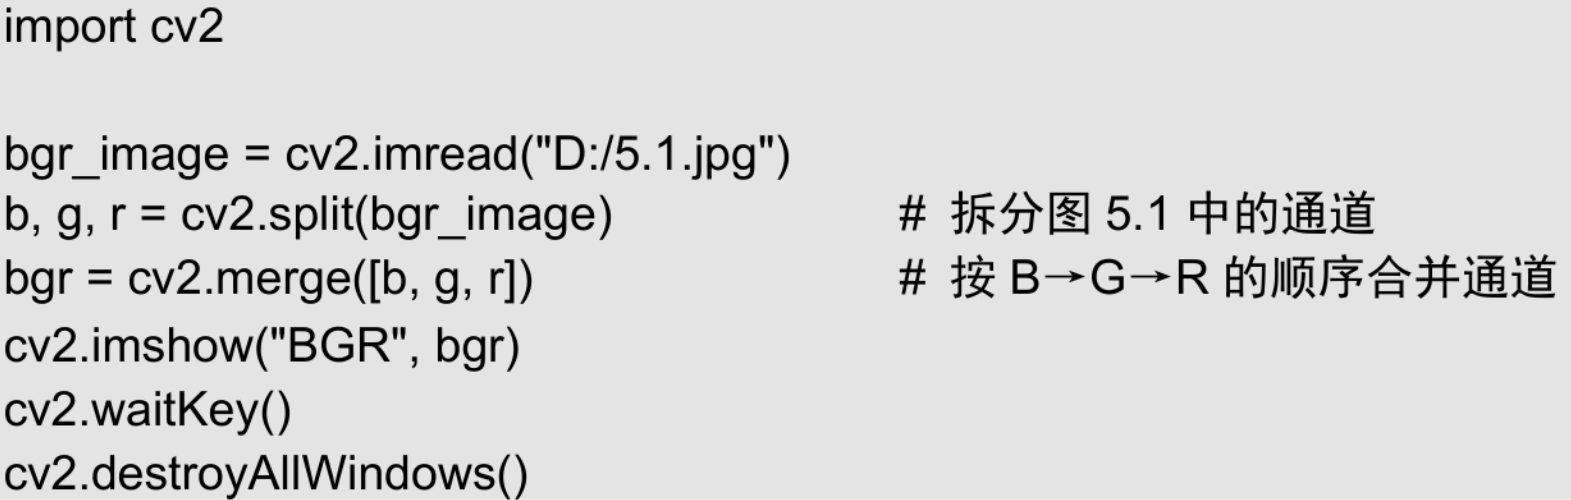 import cv2
bgr_image = cv2.imread("D:/5.1.jpg")
b, g, r = cv2.split(bgr_image) # 拆分图 5.1 中的通道
bgr = cv2.merge([b, g, r]) # 按 B→G→R 的顺序合并通道
cv2.imshow("BGR", bgr)
cv2.waitKey()
cv2.destroyAllWindows()